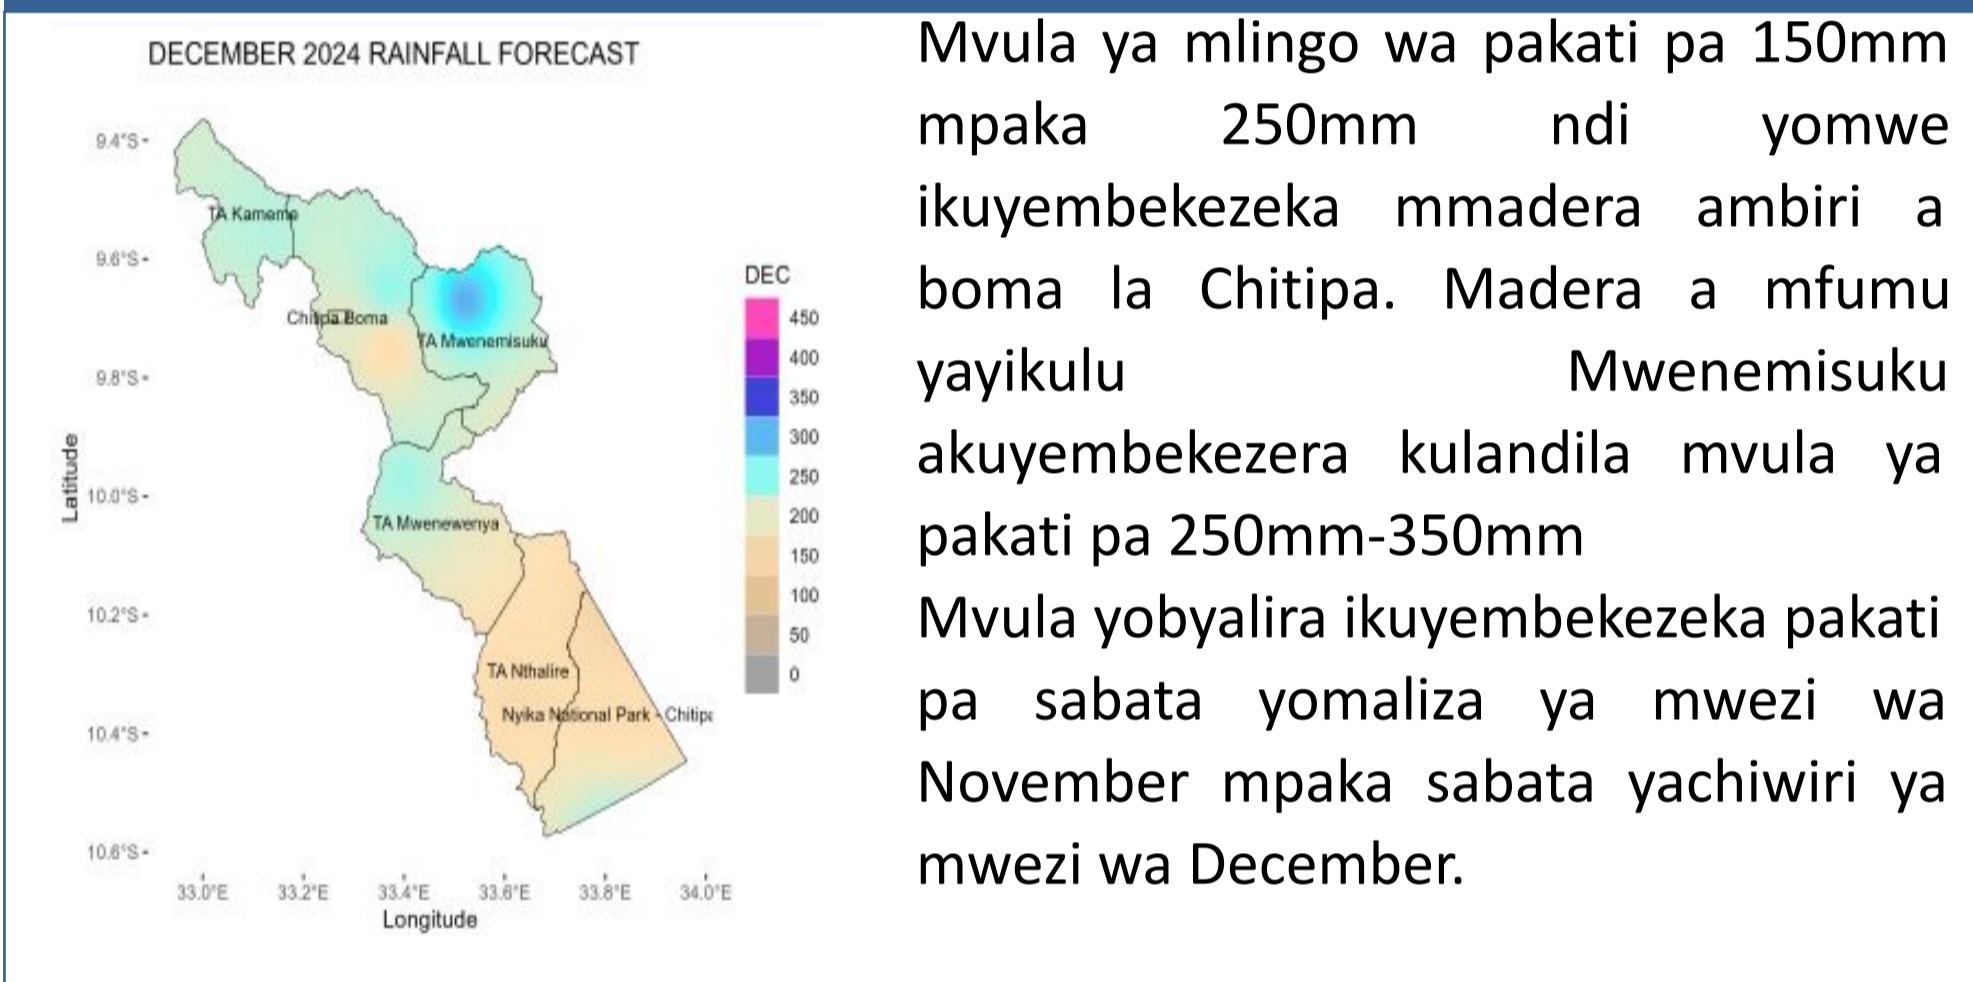 DECEMBER 2024 RAINFALL FORECAST
9.4°S
9.6°S
9.8°S
10.0°S
10.2°S
10.4°S
10.6°S
Latitude
33.0°E 33.2°E 33.4°E 33.6°E 33.8°E 34.0°E
Longitude
TA Kameme
Chitipa Boma
TA Mwenemisuku
TA Mwenewenya
TA Nthalire
Nyika National Park - Chitipa
DEC
450
400
350
300
250
200
150
100
50
0
Mvula ya mlingo wa pakati pa 150mm
mpaka 250mm ndi yomwe
ikuyembekezeka mmadera ambiri a
boma la Chitipa. Madera a mfumu
yayikulu Mwenemisuku
akuyembekezera kulandila mvula ya
pakati pa 250mm-350mm
Mvula yobyalira ikuyembekezeka pakati
pa sabata yomaliza ya mwezi wa
November mpaka sabata yachiwiri ya
mwezi wa December.